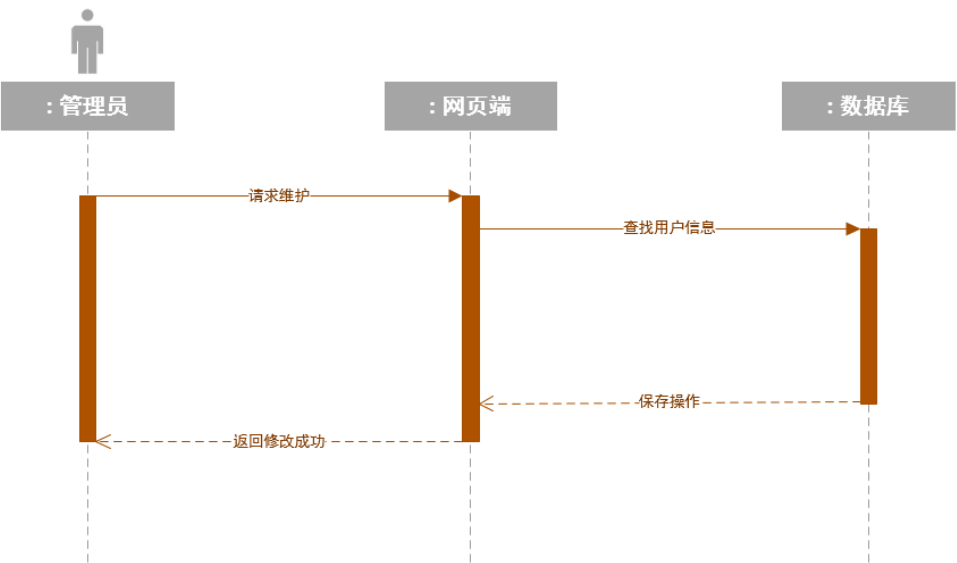 : 管理员
: 网页端
: 数据库
请求维护
查找用户信息
保存操作
返回修改成功